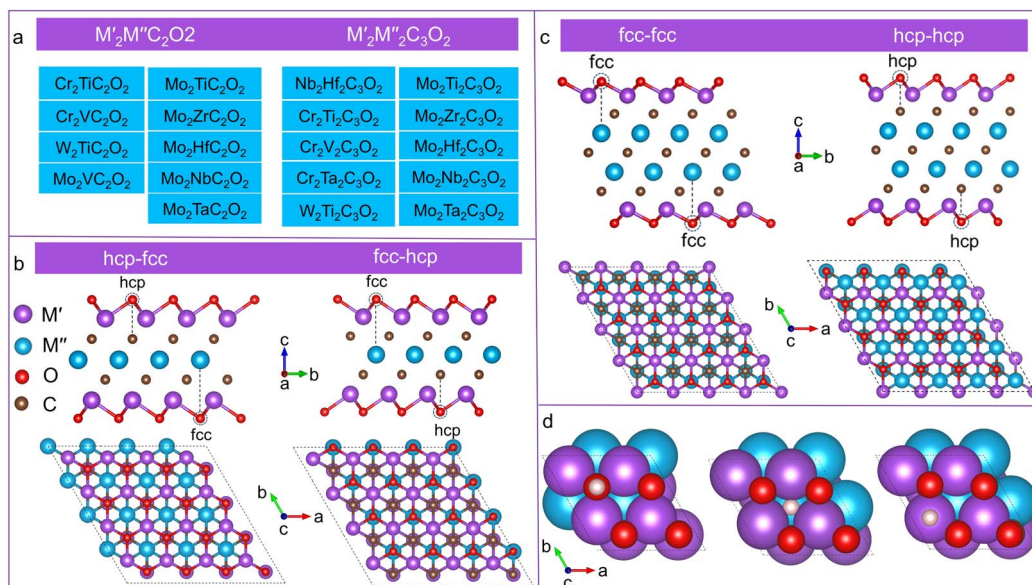 a
M′₂M″C₂O2
M′₂M″₂C₃O₂
Cr₂TiC₂O₂
Mo₂TiC₂O₂
Nb₂Hf₂C₃O₂
Mo₂Ti₂C₃O₂
Cr₂VC₂O₂
Mo₂ZrC₂O₂
Cr₂Ti₂C₃O₂
Mo₂Zr₂C₃O₂
W₂TiC₂O₂
Mo₂HfC₂O₂
Cr₂V₂C₃O₂
Mo₂Hf₂C₃O₂
Mo₂VC₂O₂
Mo₂NbC₂O₂
Cr₂Ta₂C₃O₂
Mo₂Nb₂C₃O₂
Mo₂TaC₂O₂
W₂Ti₂C₃O₂
Mo₂Ta₂C₃O₂
b
hcp-fcc
fcc-hcp
hcp
fcc
M′
M″
O
C
c
a
b
fcc
hcp
b
c
a
c
fcc-fcc
hcp-hcp
fcc
hcp
c
b
a
fcc
hcp
b
c
a
d
b
c
a